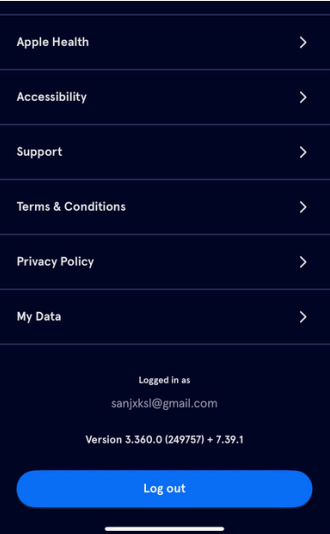 Apple Health
Accessibility
Support
Terms & Conditions
Privacy Policy
My Data
Logged in as
sanjxksl@gmail.com
Version 3.360.0 (249757) + 7.39.1
Log out